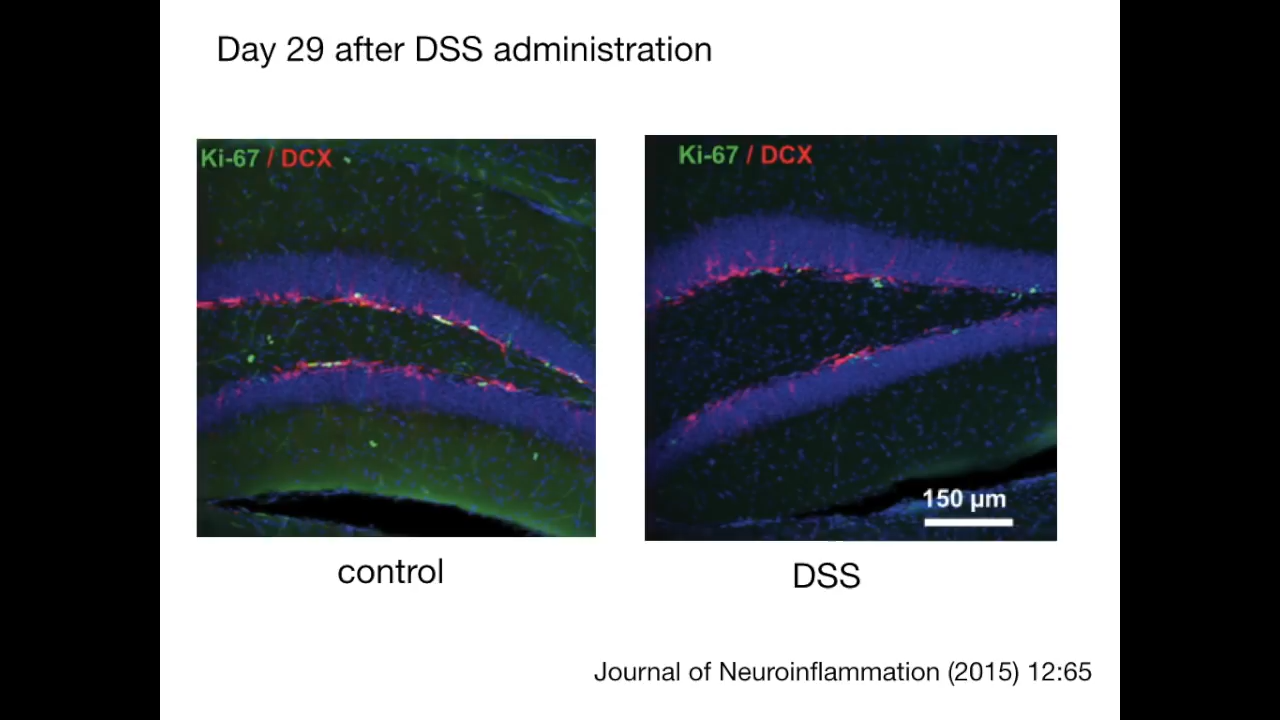 Day 29 after DSS administration
Ki-67 / DCX
Ki-67 / DCX
150 µm
control
DSS
Journal of Neuroinflammation (2015) 12:65